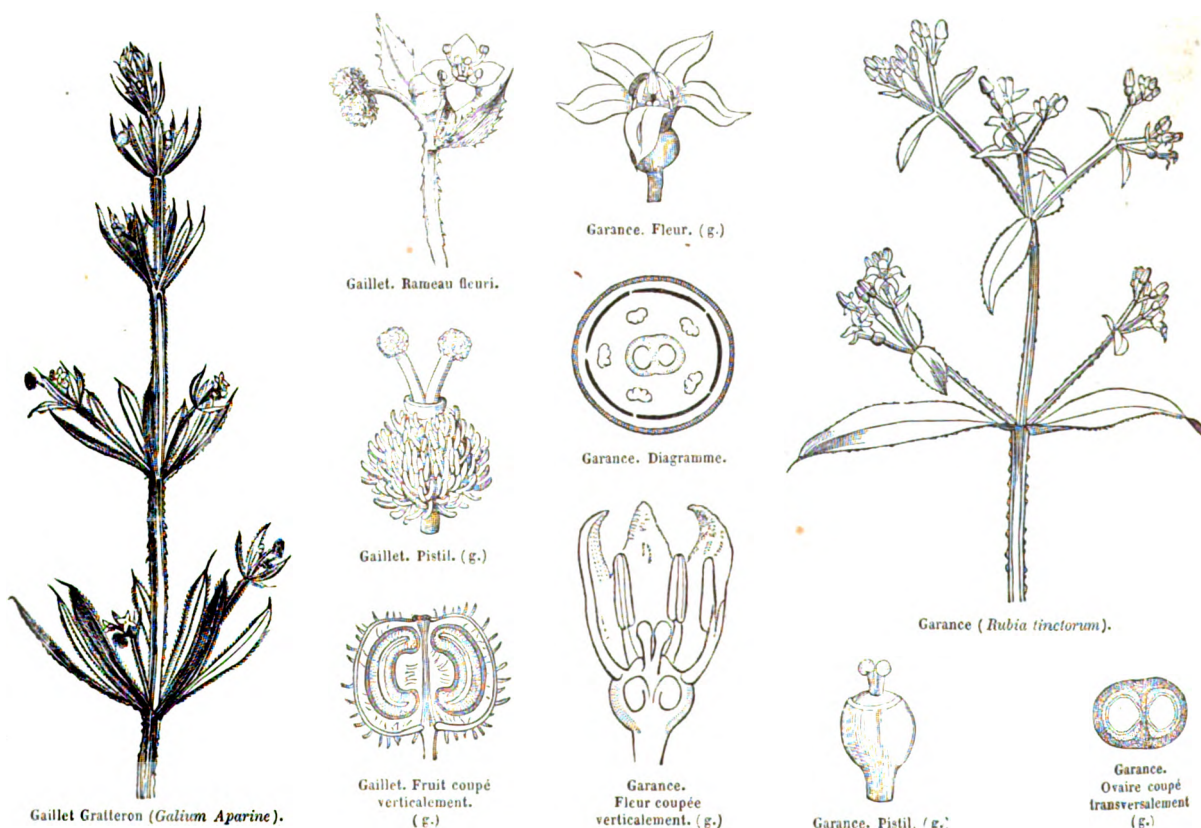 Gaillet. Rameau fleuri.
Garance. Fleur. (g.)
Gaillet. Pistil. (g.)
Garance. Diagramme.
Garance (Rubia tinctorum).
Gaillet Gratteron (Galium Aparine).
Gaillet. Fruit coupé
verticalement.
(g.)
Garance.
Fleur coupée
verticalement. (g.)
Garance. Pistil. (g.)
Garance.
Ovaire coupé
transversalement
(g.)